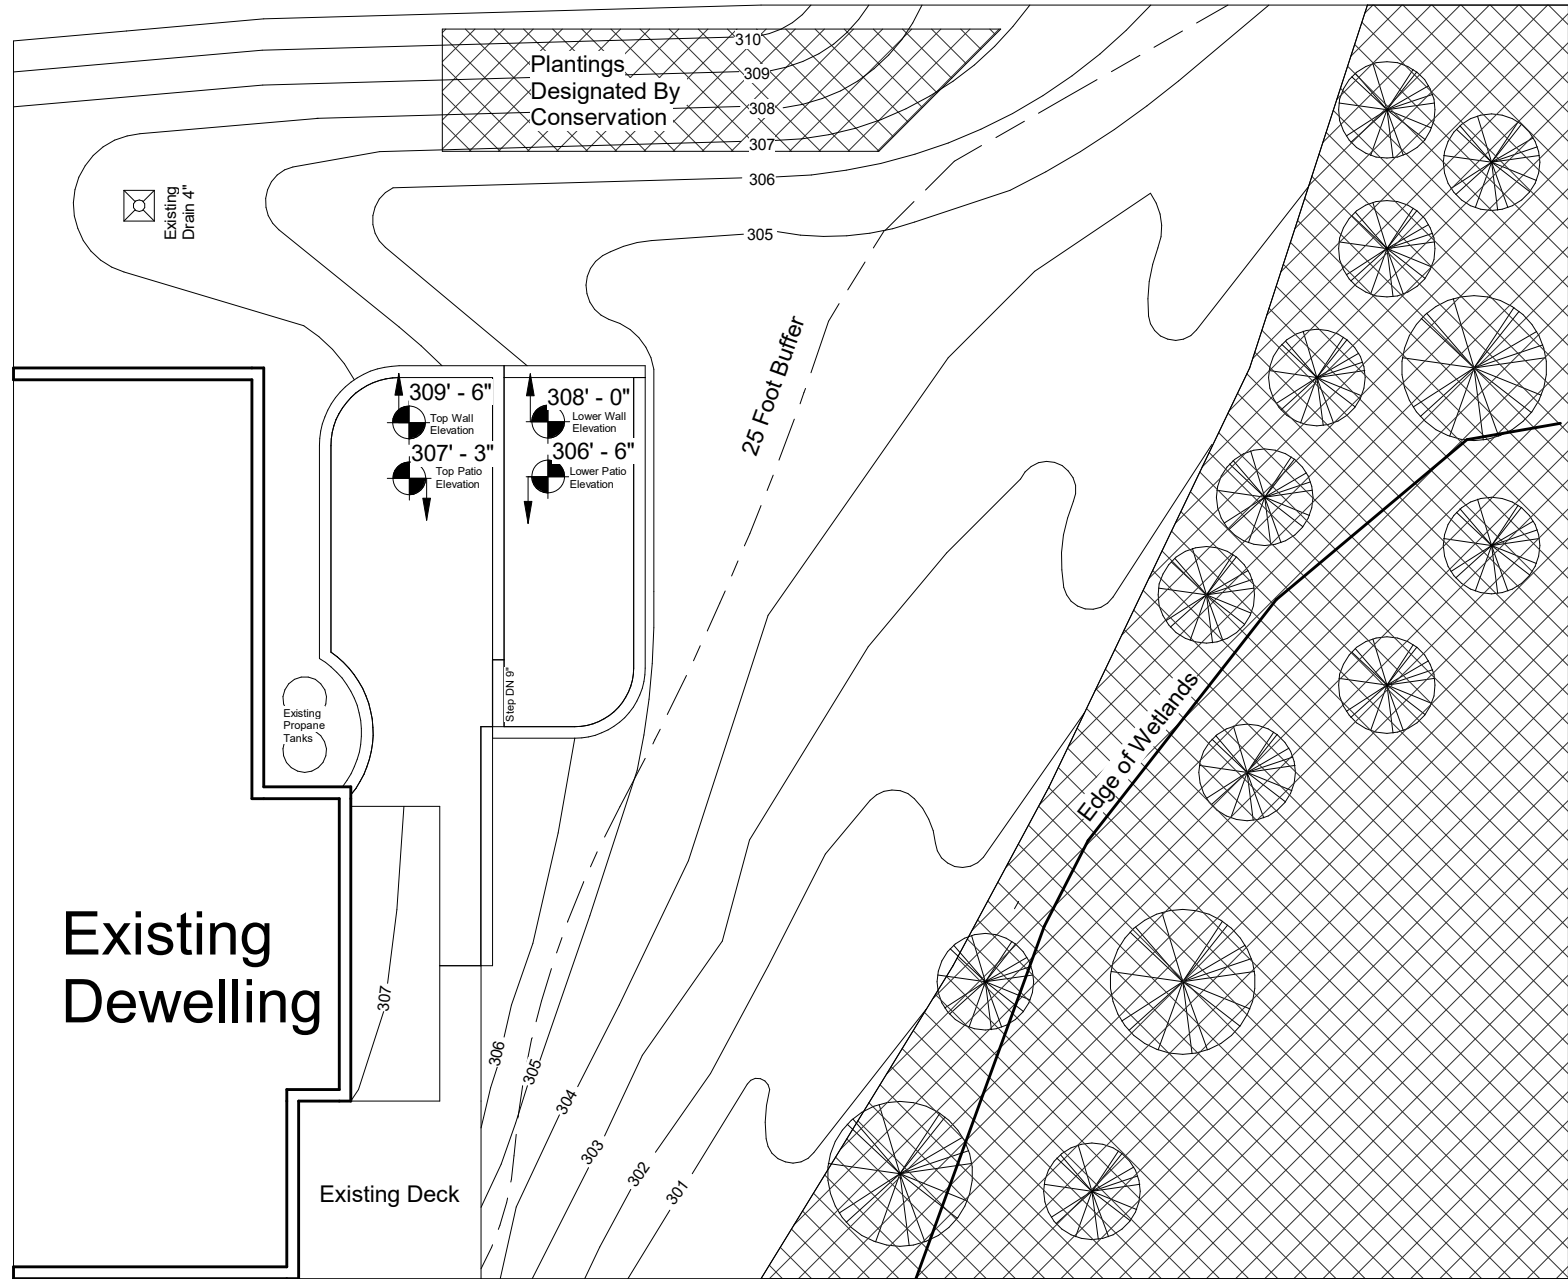 310
Plantings
Designated By
Conservation
309
308
307
306
305
Existing
Drain 4"
25 Foot Buffer
309' - 6"
Top Wall
Elevation
307' - 3"
Top Patio
Elevation
308' - 0"
Lower Wall
Elevation
306' - 6"
Lower Patio
Elevation
Step DN 9"
Existing
Propane
Tanks
Edge of Wetlands
Existing
Dewelling
307
306
305
304
303
302
301
Existing Deck